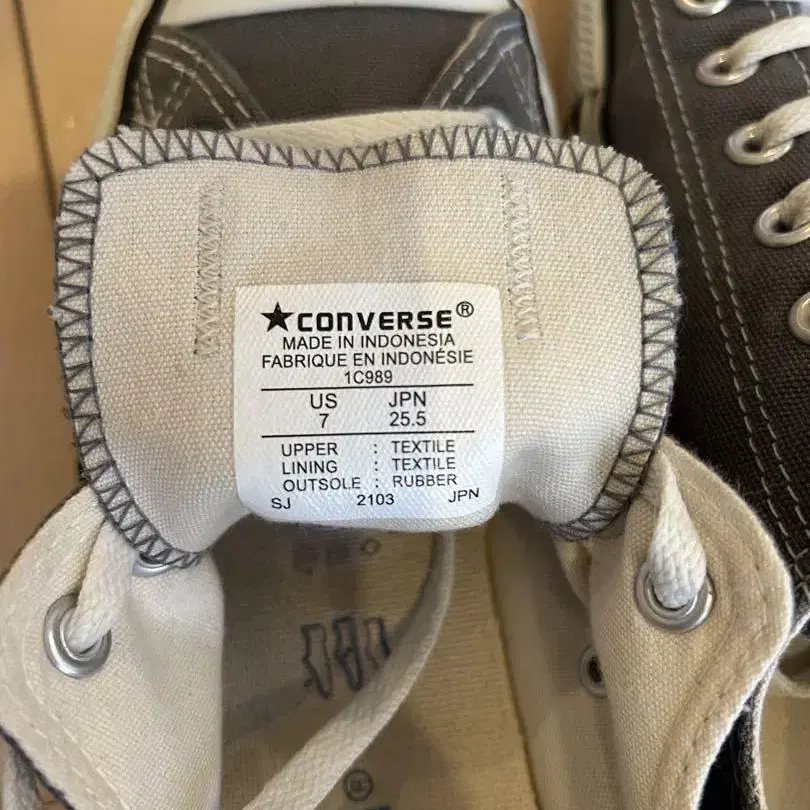 ★CONVERSE®
MADE IN INDONESIA
FABRIQUE EN INDONÉSIE
1C989
US JPN
7 25.5
UPPER : TEXTILE
LINING : TEXTILE
OUTSOLE : RUBBER
SJ 2103 JPN